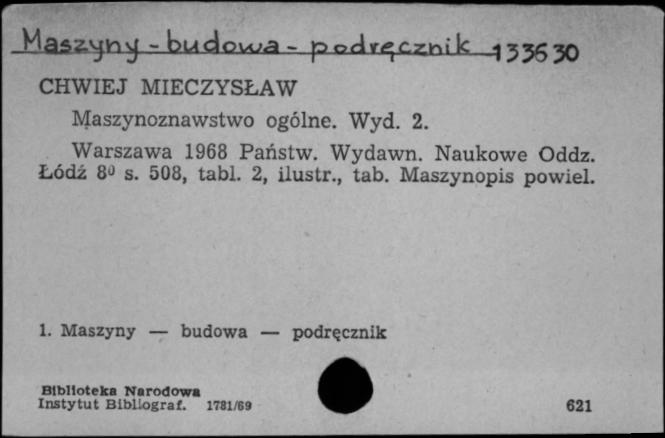 Maszyny - budowa - podręcznik 133630
CHWIEJ MIECZYSŁAW
Maszynoznawstwo ogólne. Wyd. 2.
Warszawa 1968 Państw. Wydawn. Naukowe Oddz.
Łódź 8º s. 508, tabl. 2, ilustr., tab. Maszynopis powiel.
1. Maszyny — budowa — podręcznik
Biblioteka Narodowa
Instytut Bibliograf. 1781/69
621